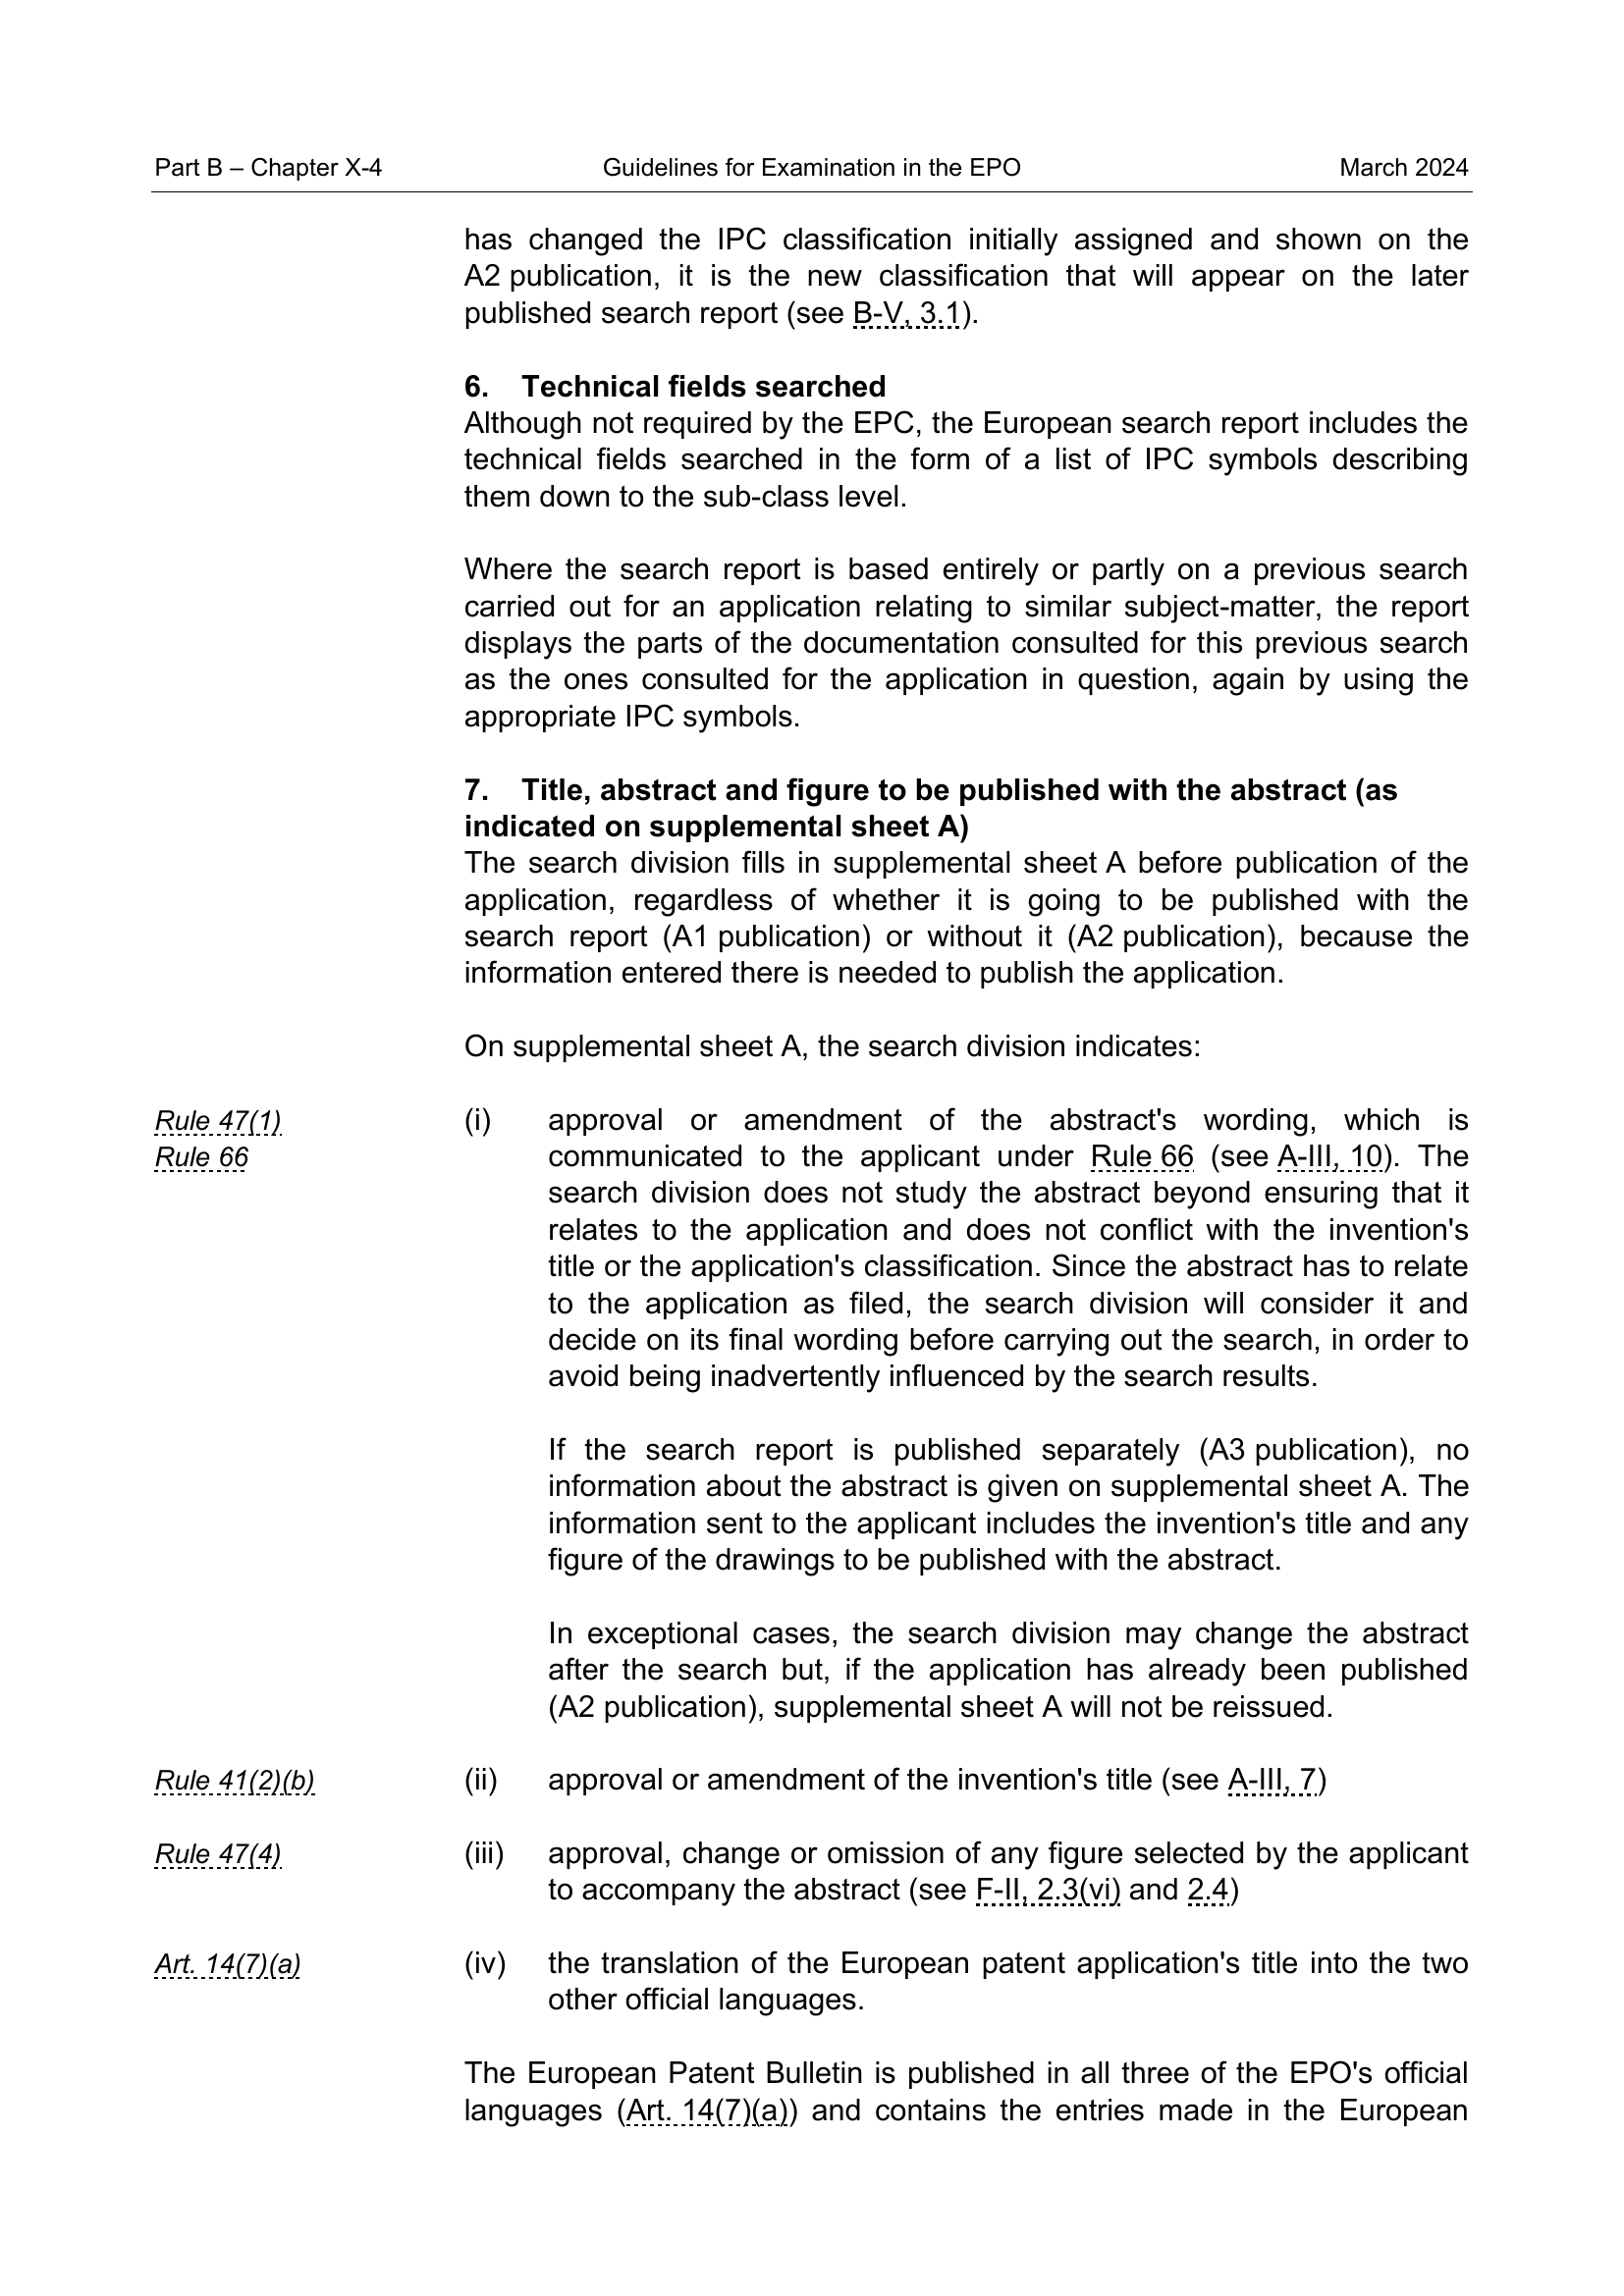 Part B – Chapter X-4 Guidelines for Examination in the EPO March 2024
has changed the IPC classification initially assigned and shown on the
A2 publication, it is the new classification that will appear on the later
published search report (see B-V, 3.1).
6. Technical fields searched
Although not required by the EPC, the European search report includes the
technical fields searched in the form of a list of IPC symbols describing
them down to the sub-class level.
Where the search report is based entirely or partly on a previous search
carried out for an application relating to similar subject-matter, the report
displays the parts of the documentation consulted for this previous search
as the ones consulted for the application in question, again by using the
appropriate IPC symbols.
7. Title, abstract and figure to be published with the abstract (as
indicated on supplemental sheet A)
The search division fills in supplemental sheet A before publication of the
application, regardless of whether it is going to be published with the
search report (A1 publication) or without it (A2 publication), because the
information entered there is needed to publish the application.
On supplemental sheet A, the search division indicates:
Rule 47(1) (i) approval or amendment of the abstract's wording, which is
Rule 66 communicated to the applicant under Rule 66 (see A-III, 10). The
search division does not study the abstract beyond ensuring that it
relates to the application and does not conflict with the invention's
title or the application's classification. Since the abstract has to relate
to the application as filed, the search division will consider it and
decide on its final wording before carrying out the search, in order to
avoid being inadvertently influenced by the search results.
If the search report is published separately (A3 publication), no
information about the abstract is given on supplemental sheet A. The
information sent to the applicant includes the invention's title and any
figure of the drawings to be published with the abstract.
In exceptional cases, the search division may change the abstract
after the search but, if the application has already been published
(A2 publication), supplemental sheet A will not be reissued.
Rule 41(2)(b) (ii) approval or amendment of the invention's title (see A-III, 7)
Rule 47(4) (iii) approval, change or omission of any figure selected by the applicant
to accompany the abstract (see F-II, 2.3(vi) and 2.4)
Art. 14(7)(a) (iv) the translation of the European patent application's title into the two
other official languages.
The European Patent Bulletin is published in all three of the EPO's official
languages (Art. 14(7)(a)) and contains the entries made in the European